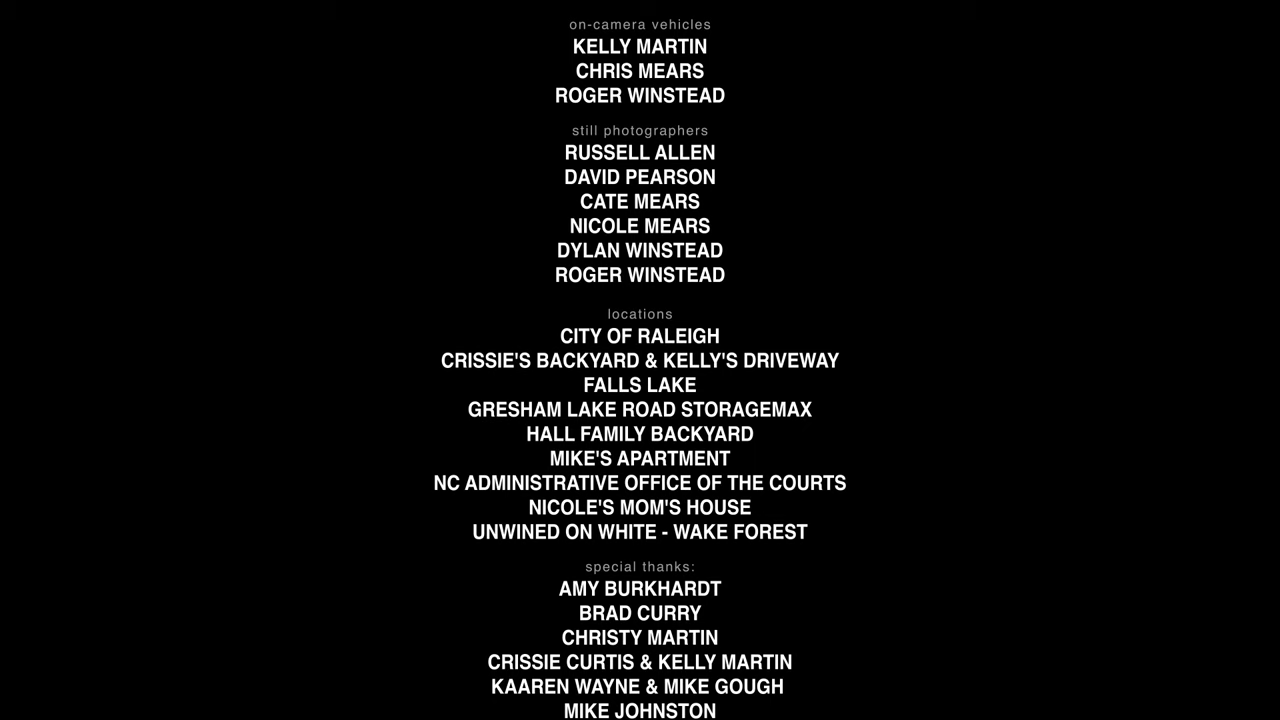 on-camera vehicles
KELLY MARTIN
CHRIS MEARS
ROGER WINSTEAD
still photographers
RUSSELL ALLEN
DAVID PEARSON
CATE MEARS
NICOLE MEARS
DYLAN WINSTEAD
ROGER WINSTEAD
locations
CITY OF RALEIGH
CRISSIE'S BACKYARD & KELLY'S DRIVEWAY
FALLS LAKE
GRESHAM LAKE ROAD STORAGEMAX
HALL FAMILY BACKYARD
MIKE'S APARTMENT
NC ADMINISTRATIVE OFFICE OF THE COURTS
NICOLE'S MOM'S HOUSE
UNWINED ON WHITE - WAKE FOREST
special thanks:
AMY BURKHARDT
BRAD CURRY
CHRISTY MARTIN
CRISSIE CURTIS & KELLY MARTIN
KAAREN WAYNE & MIKE GOUGH
MIKE JOHNSTON